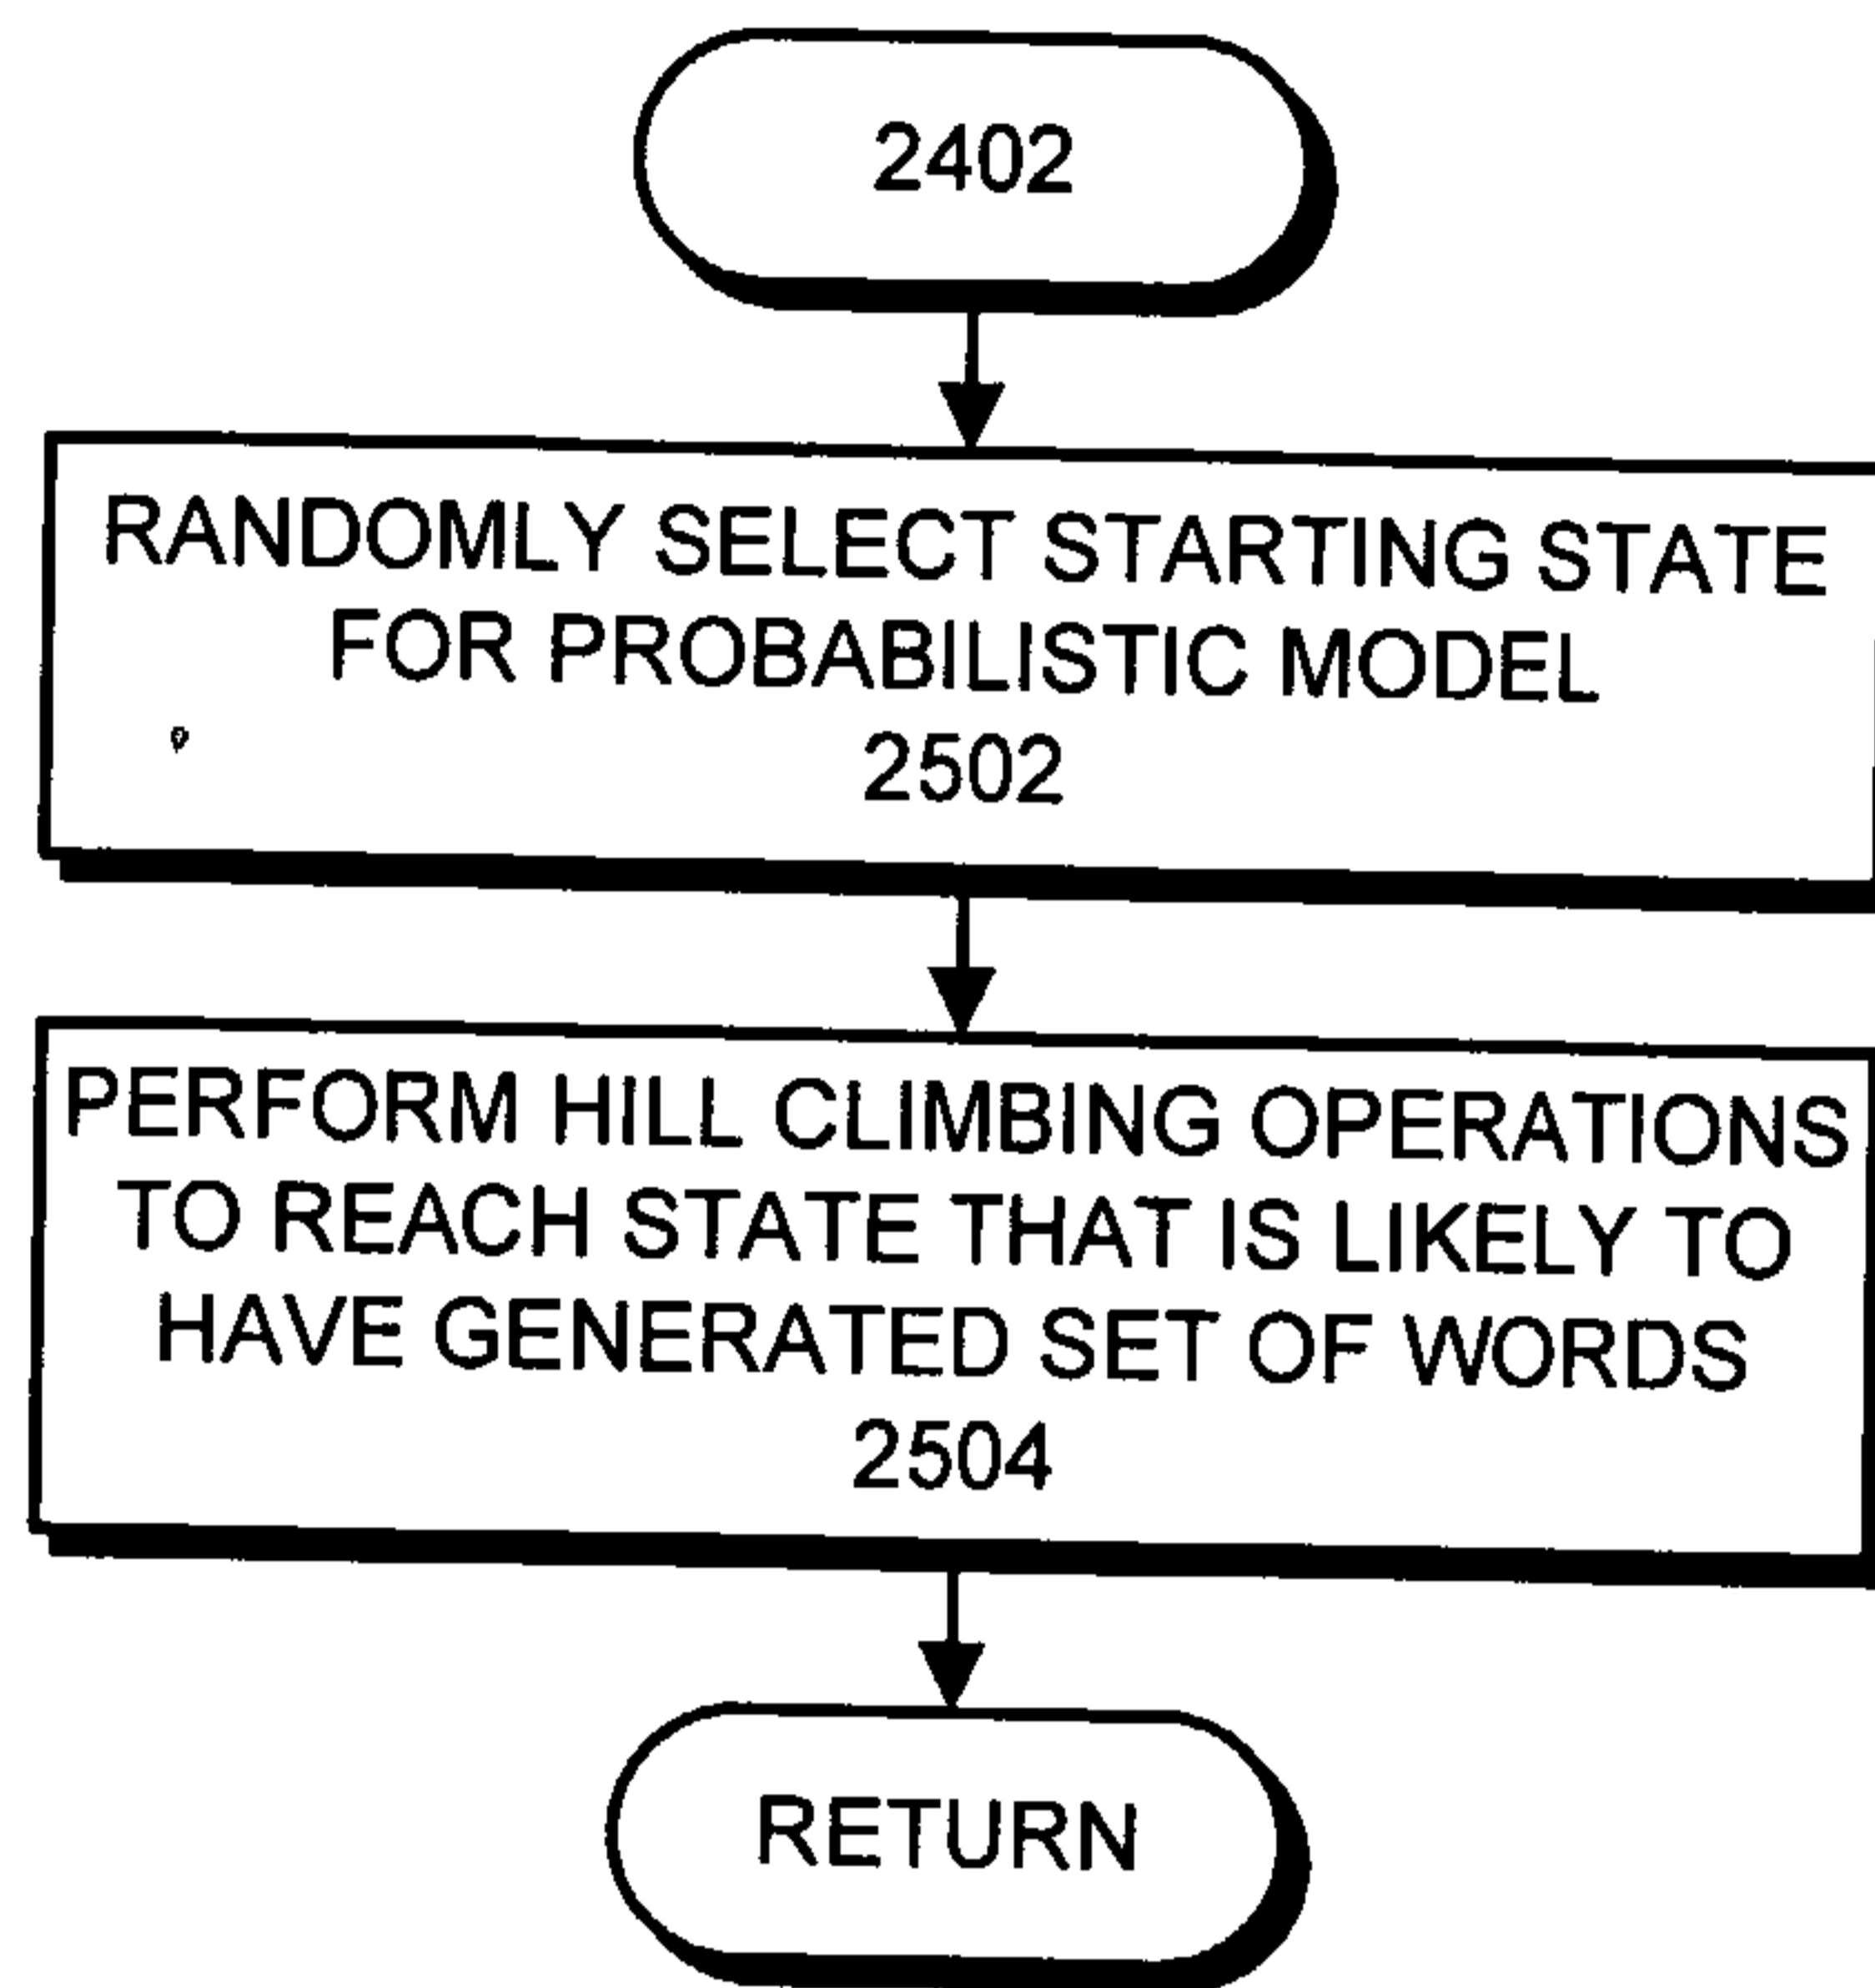 2402
RANDOMLY SELECT STARTING STATE
FOR PROBABILISTIC MODEL
2502
PERFORM HILL CLIMBING OPERATIONS
TO REACH STATE THAT IS LIKELY TO
HAVE GENERATED SET OF WORDS
2504
RETURN